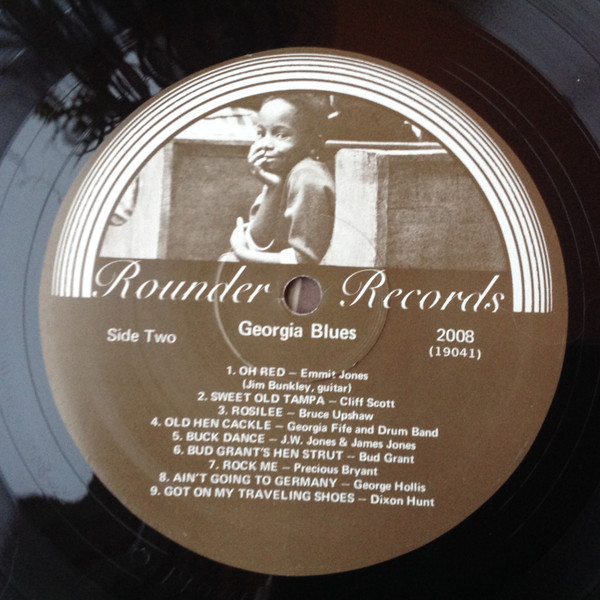 Rounder Records
Side Two
Georgia Blues
2008
(19041)
1. OH RED — Emmit Jones
(Jim Bunkley, guitar)
2. SWEET OLD TAMPA — Cliff Scott
3. ROSILEE — Bruce Upshaw
4. OLD HEN CACKLE — Georgia Fife and Drum Band
5. BUCK DANCE — J.W. Jones & James Jones
6. BUD GRANT'S HEN STRUT — Bud Grant
7. ROCK ME — Precious Bryant
8. AIN'T GOING TO GERMANY — George Hollis
9. GOT ON MY TRAVELING SHOES — Dixon Hunt